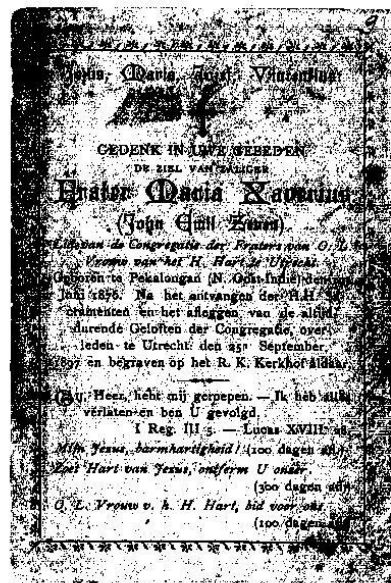 9
Jezus, Maria, Jozef, Vincentius.
GEDENK IN UWE GEBEDEN
DE ZIEL VAN ZALIGER
Frater Maria Xaverius
(John Emil Zeven)
Lid van de Congregatie der Fraters van O. L.
Vrouw van het H. Hart te Utrecht.
Geboren te Pekalongan (N. Oost-Indië) den
Juni 1876. Na het ontvangen der H.H.
cramenten en het afleggen van de altijd
durende Geloften der Congregatie, over-
leden te Utrecht den 25n September
1897 en begraven op het R. K. Kerkhof aldaar.
Gij, Heer, hebt mij geroepen. — Ik heb alles
verlaten en ben U gevolgd.
I Reg. III 5. — Lucas XVIII. 28.
Mijn Jezus, barmhartigheid! (100 dagen afl.)
Zoet Hart van Jezus, ontferm U onzer.
(300 dagen afl.)
O. L. Vrouw v. h. H. Hart, bid voor ons.
(100 dagen afl.)